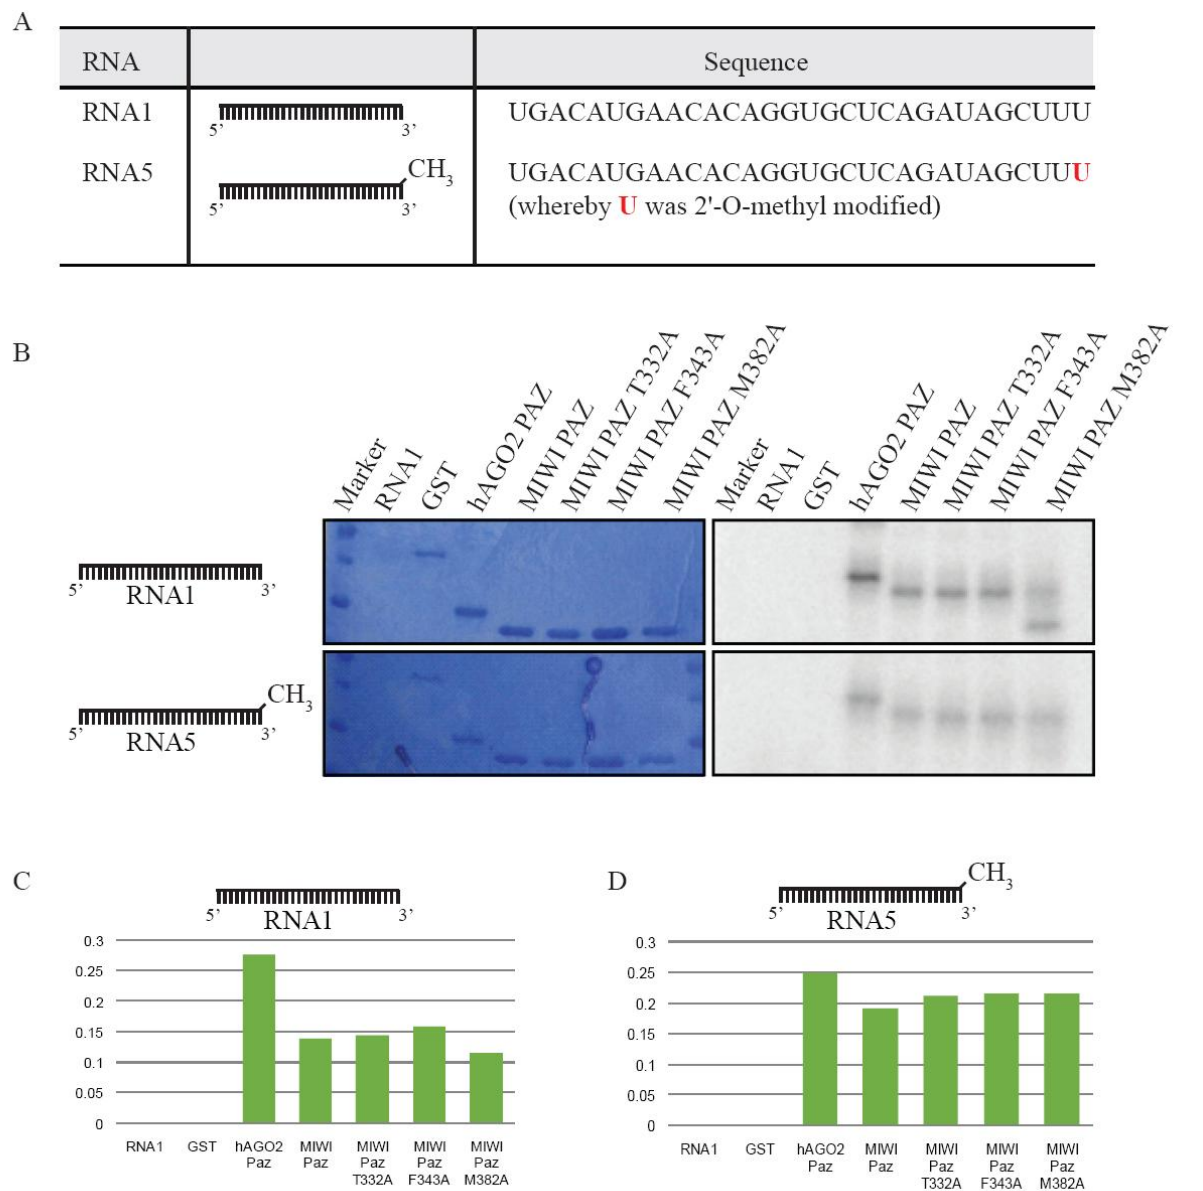 A
RNA Sequence
RNA1 5’ 3’ UGACAUGAACACAGGUGCUCAGAUAGCUUU
RNA5 5’ 3’ CH3 UGACAUGAACACAGGUGCUCAGAUAGCUUU
(whereby U was 2'-O-methyl modified)
B
Marker
RNA1
GST
hAGO2 PAZ
MIWI PAZ
MIWI PAZ T332A
MIWI PAZ F343A
MIWI PAZ M382A
Marker
RNA1
GST
hAGO2 PAZ
MIWI PAZ
MIWI PAZ T332A
MIWI PAZ F343A
MIWI PAZ M382A
5’ RNA1 3’
CH3
5’ RNA5 3’
C
5’ RNA1 3’
0.3
0.25
0.2
0.15
0.1
0.05
0
RNA1
GST
hAGO2
Paz
MIWI
Paz
MIWI
Paz
T332A
MIWI
Paz
F343A
MIWI
Paz
M382A
D
CH3
5’ RNA5 3’
0.3
0.25
0.2
0.15
0.1
0.05
0
RNA1
GST
hAGO2
Paz
MIWI
Paz
MIWI
Paz
T332A
MIWI
Paz
F343A
MIWI
Paz
M382A